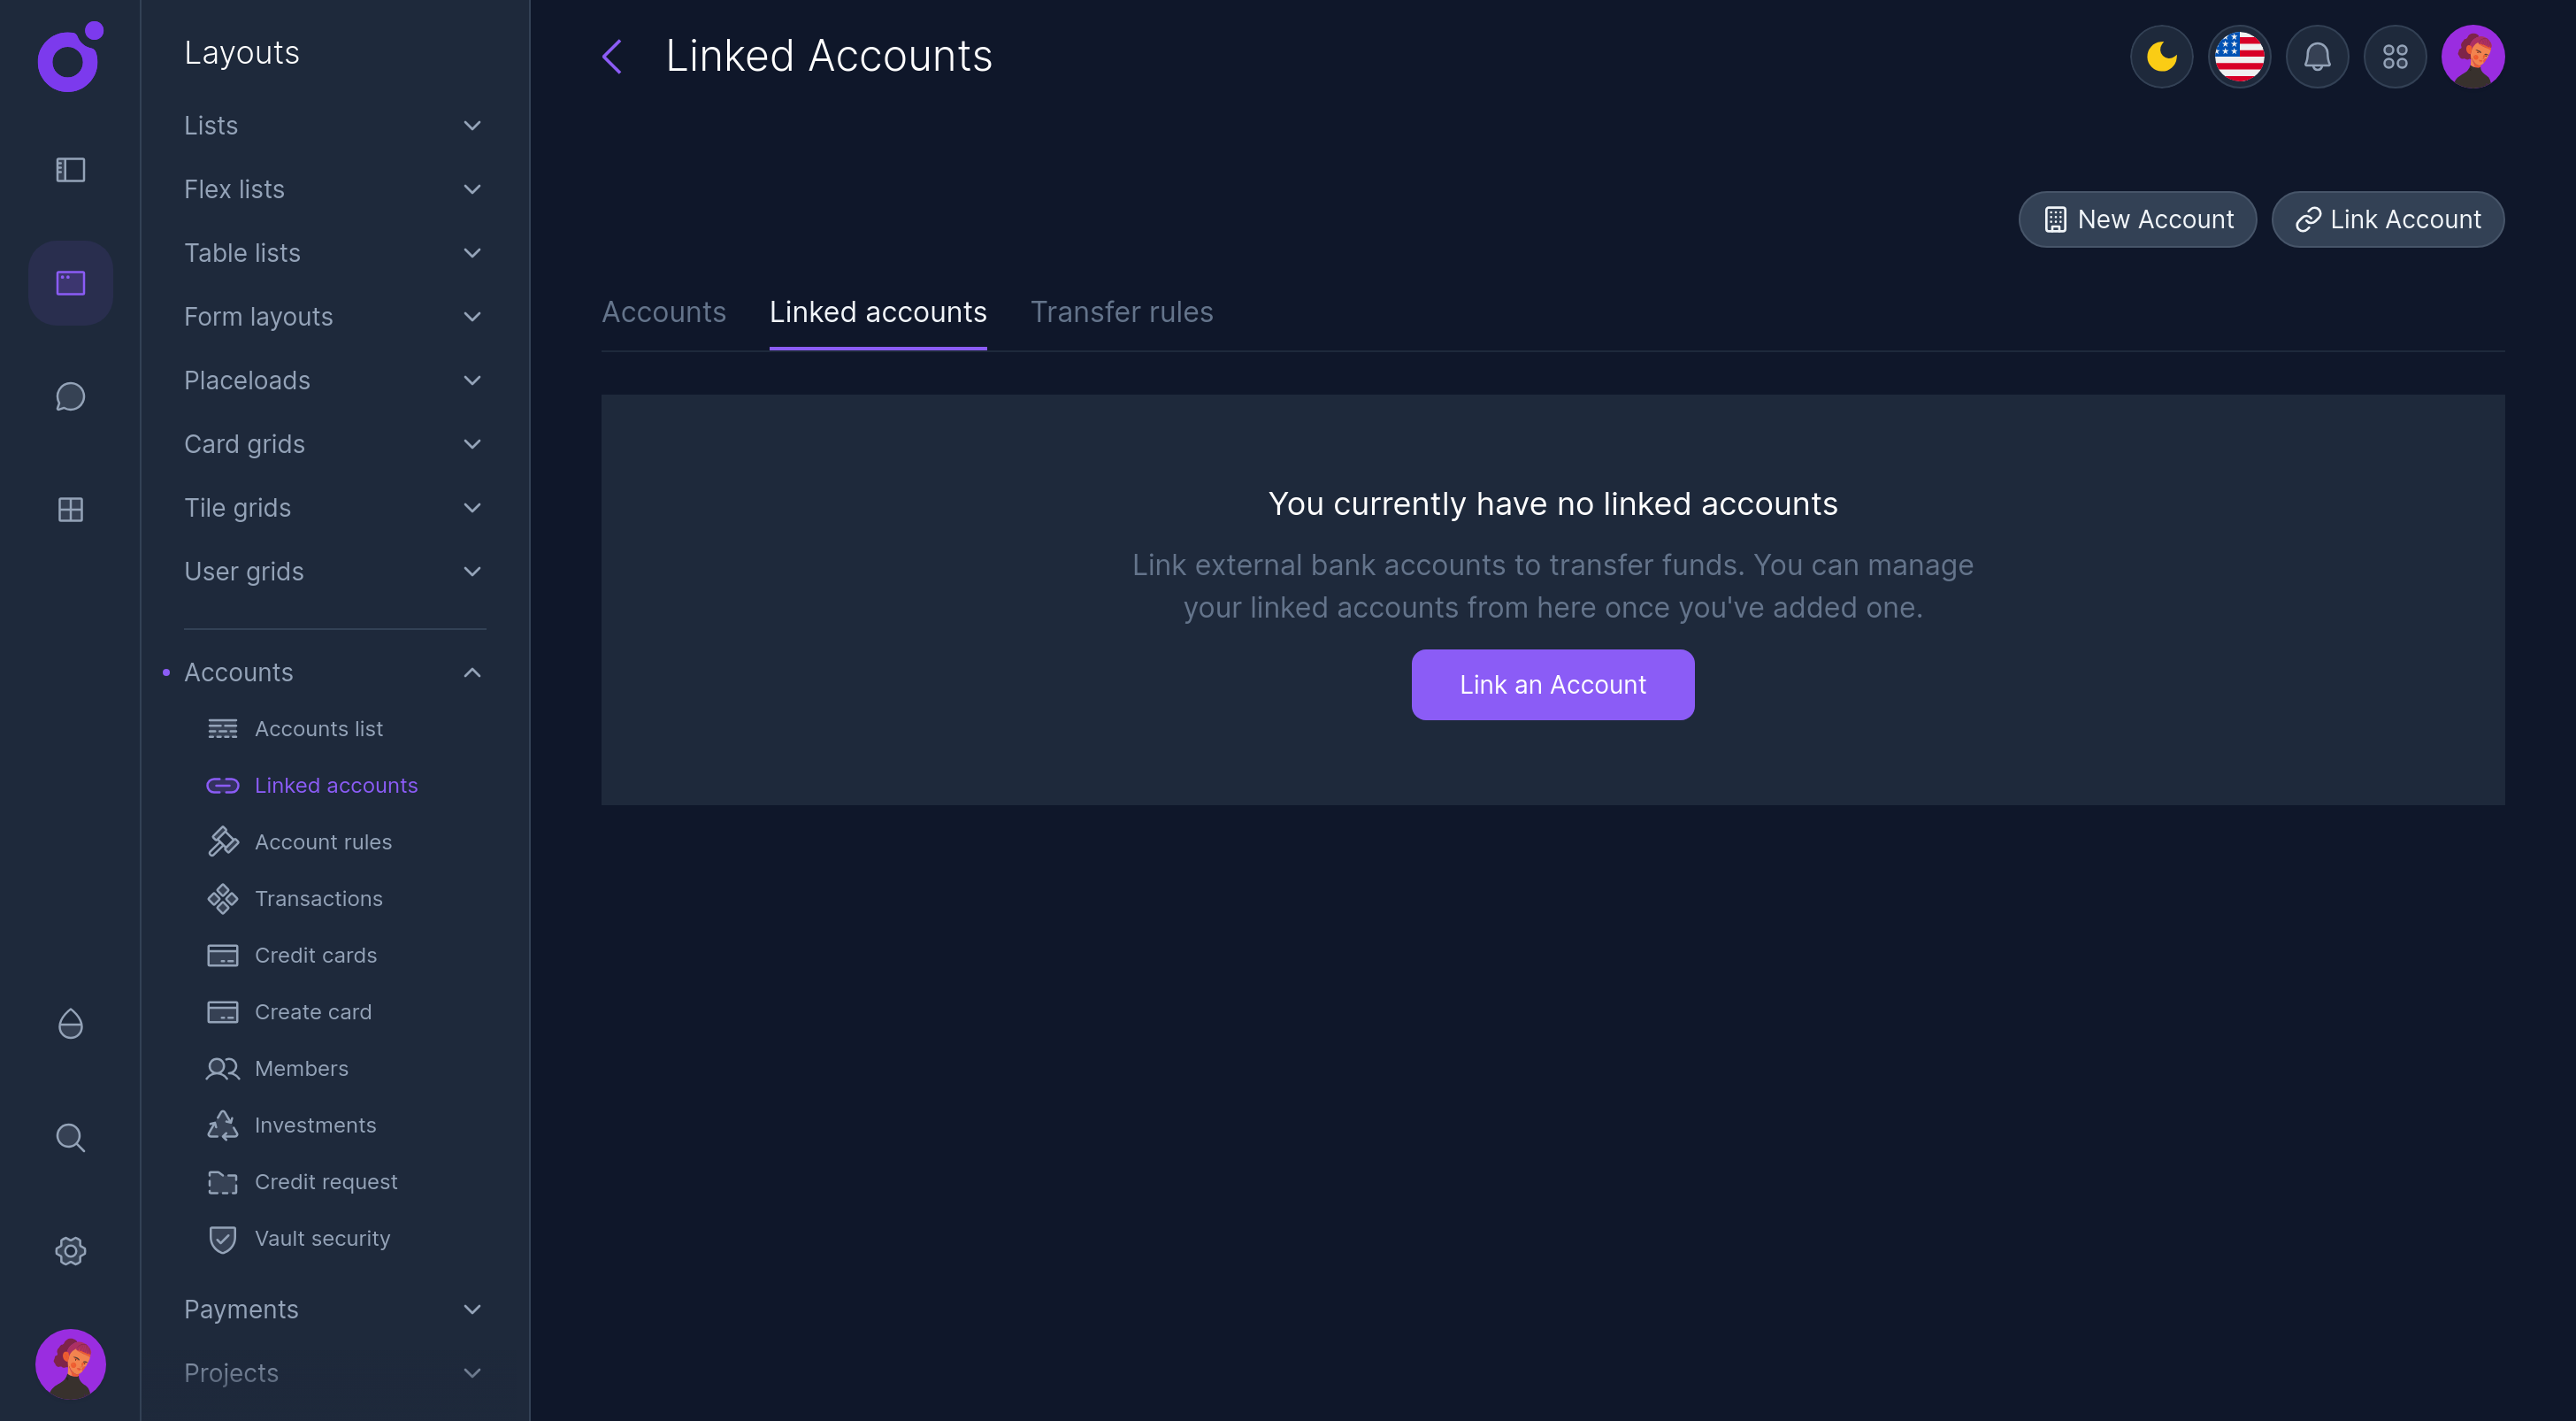 Layouts
Lists
Flex lists
Table lists
Form layouts
Placeloads
Card grids
Tile grids
User grids
Accounts
Accounts list
Linked accounts
Account rules
Transactions
Credit cards
Create card
Members
Investments
Credit request
Vault security
Payments
Projects
Linked Accounts
New Account
Link Account
Accounts
Linked accounts
Transfer rules
You currently have no linked accounts
Link external bank accounts to transfer funds. You can manage
your linked accounts from here once you've added one.
Link an Account